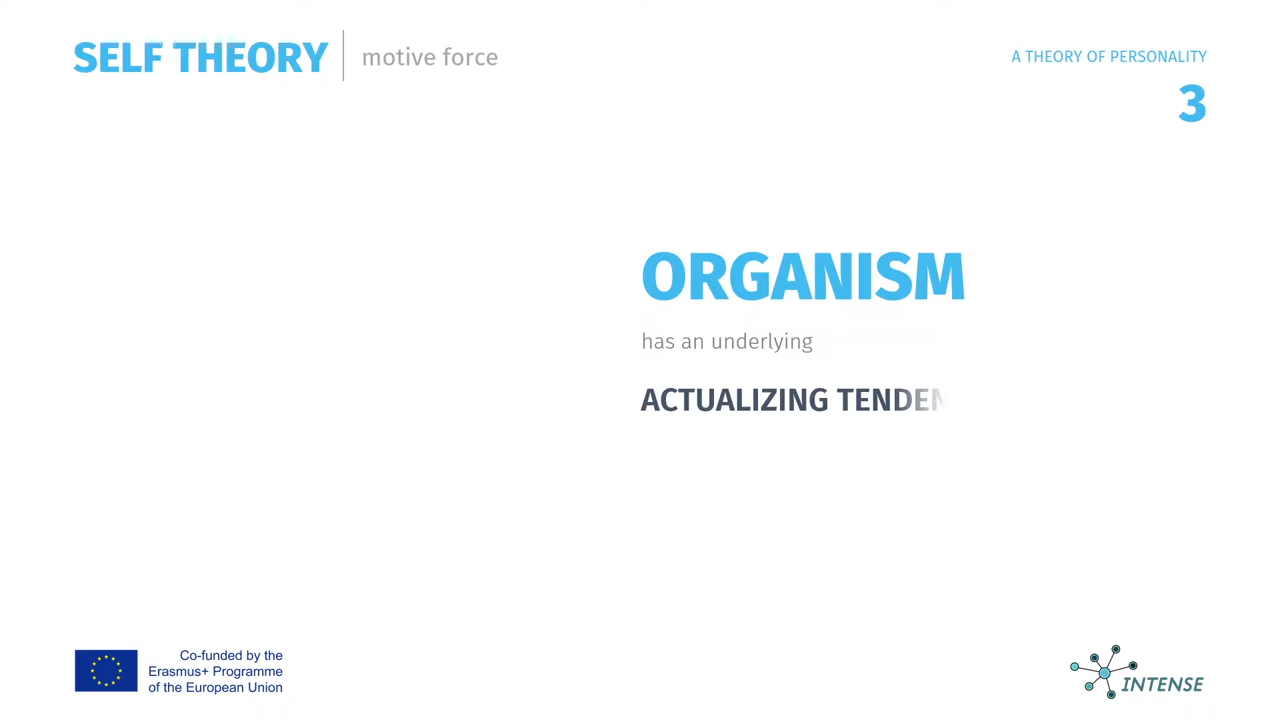 SELF THEORY | motive force
A THEORY OF PERSONALITY
3
ORGANISM
has an underlying
ACTUALIZING TENDEN
Co-funded by the
Erasmus+ Programme
of the European Union
INTENSE